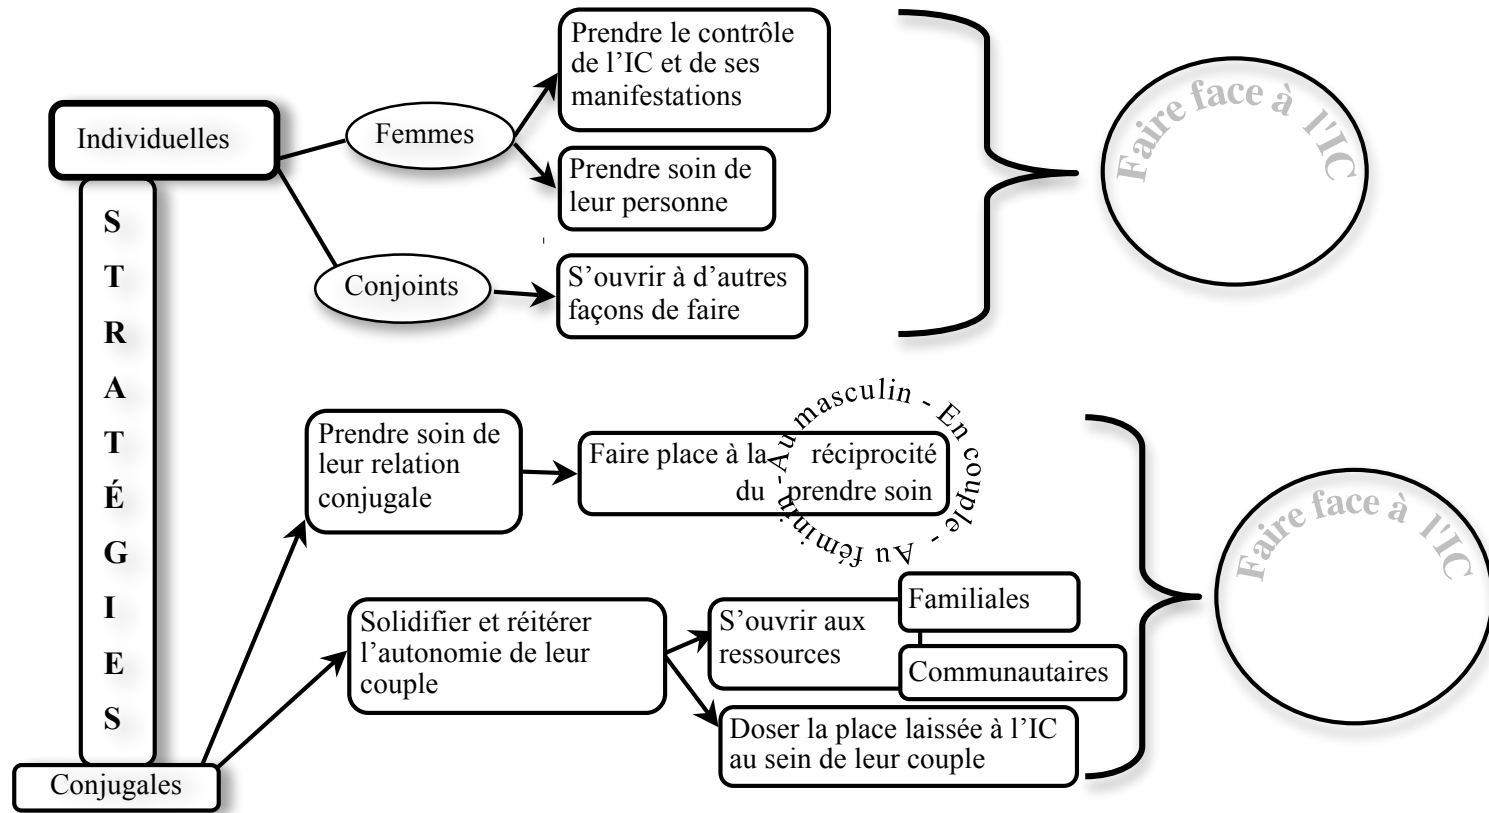 Prendre le contrôle
de l’IC et de ses
manifestations
Faire face à l'IC
Individuelles
Femmes
Prendre soin de
leur personne
STRATÉGIES
Conjoints
S’ouvrir à d’autres
façons de faire
Prendre soin de
leur relation
conjugale
Faire place à la réciprocité
du prendre soin
Au masculin - En couple - Au féminin -
Faire face à l'IC
Solidifier et réitérer
l’autonomie de leur
couple
S’ouvrir aux
ressources
Familiales
Communautaires
Doser la place laissée à l’IC
au sein de leur couple
Conjugales